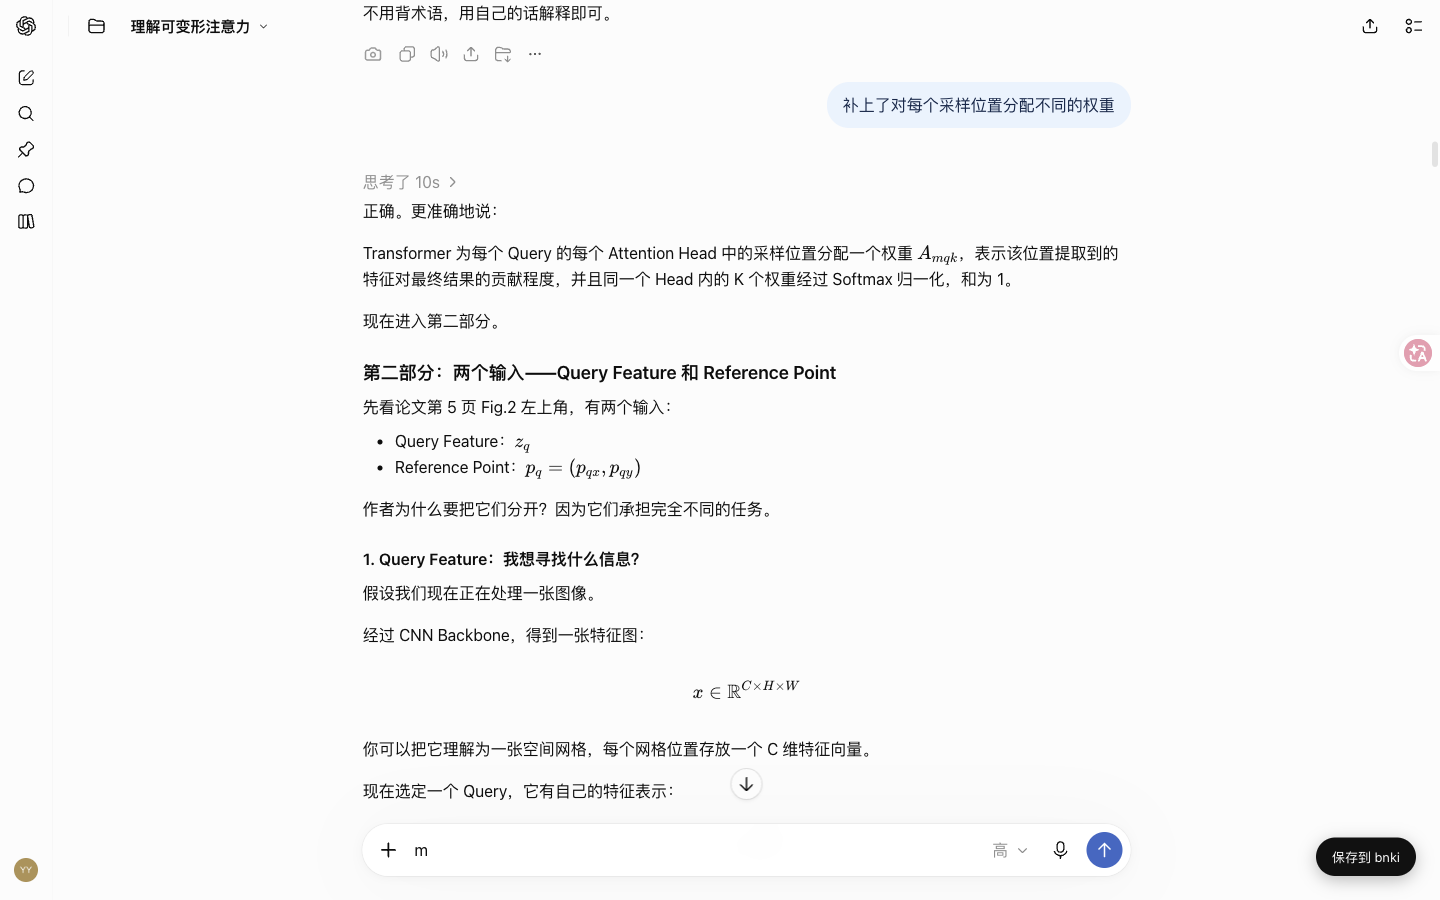 理解可变形注意力
不用背术语，用自己的话解释即可。
补上了对每个采样位置分配不同的权重
思考了 10s
正确。更准确地说：
Transformer 为每个 Query 的每个 Attention Head 中的采样位置分配一个权重 A_{mqk}，表示该位置提取到的
特征对最终结果的贡献程度，并且同一个 Head 内的 K 个权重经过 Softmax 归一化，和为 1。
现在进入第二部分。
第二部分：两个输入——Query Feature 和 Reference Point
先看论文第 5 页 Fig.2 左上角，有两个输入：
• Query Feature：z_q
• Reference Point：p_q = (p_{qx}, p_{qy})
作者为什么要把它们分开？因为它们承担完全不同的任务。
1. Query Feature：我想寻找什么信息？
假设我们现在正在处理一张图像。
经过 CNN Backbone，得到一张特征图：
x ∈ ℝ^{C×H×W}
你可以把它理解为一张空间网格，每个网格位置存放一个 C 维特征向量。
现在选定一个 Query，它有自己的特征表示：
m
高
保存到 bnki
YY